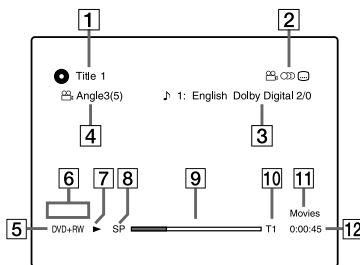 1 2
Title 1
Angle3(5) 1: English Dolby Digital 2/0
4 3
6 7 8 9 10 11
Movies
5 DVD+RW SP T1 0:00:45 12